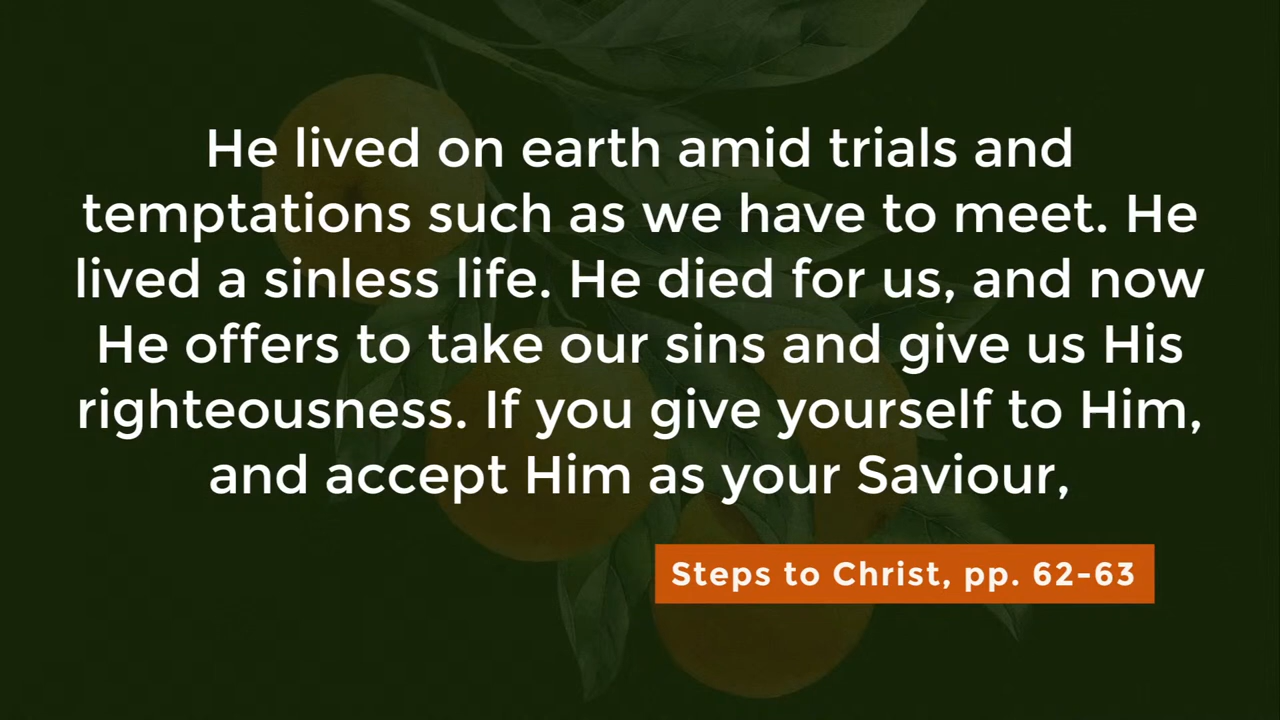 He lived on earth amid trials and
temptations such as we have to meet. He
lived a sinless life. He died for us, and now
He offers to take our sins and give us His
righteousness. If you give yourself to Him,
and accept Him as your Saviour,
Steps to Christ, pp. 62-63